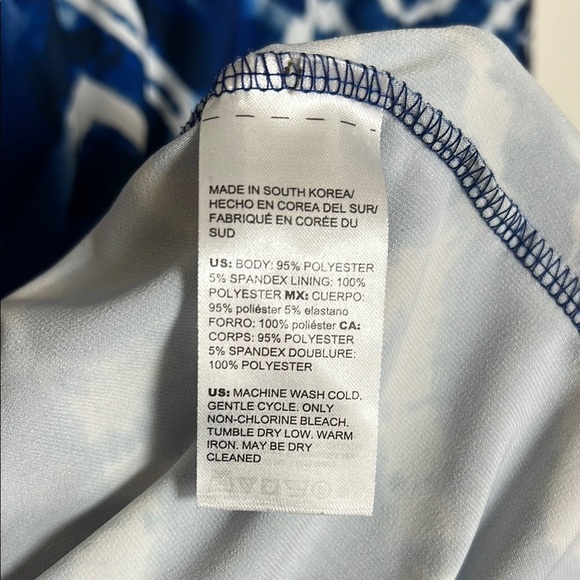 MADE IN SOUTH KOREA/
HECHO EN COREA DEL SUR/
FABRIQUÉ EN CORÉE DU
SUD
US: BODY: 95% POLYESTER
5% SPANDEX LINING: 100%
POLYESTER MX: CUERPO:
95% poliéster 5% elastano
FORRO: 100% poliéster CA:
CORPS: 95% POLYESTER
5% SPANDEX DOUBLURE:
100% POLYESTER
US: MACHINE WASH COLD,
GENTLE CYCLE. ONLY
NON-CHLORINE BLEACH,
TUMBLE DRY LOW. WARM
IRON. MAY BE DRY
CLEANED